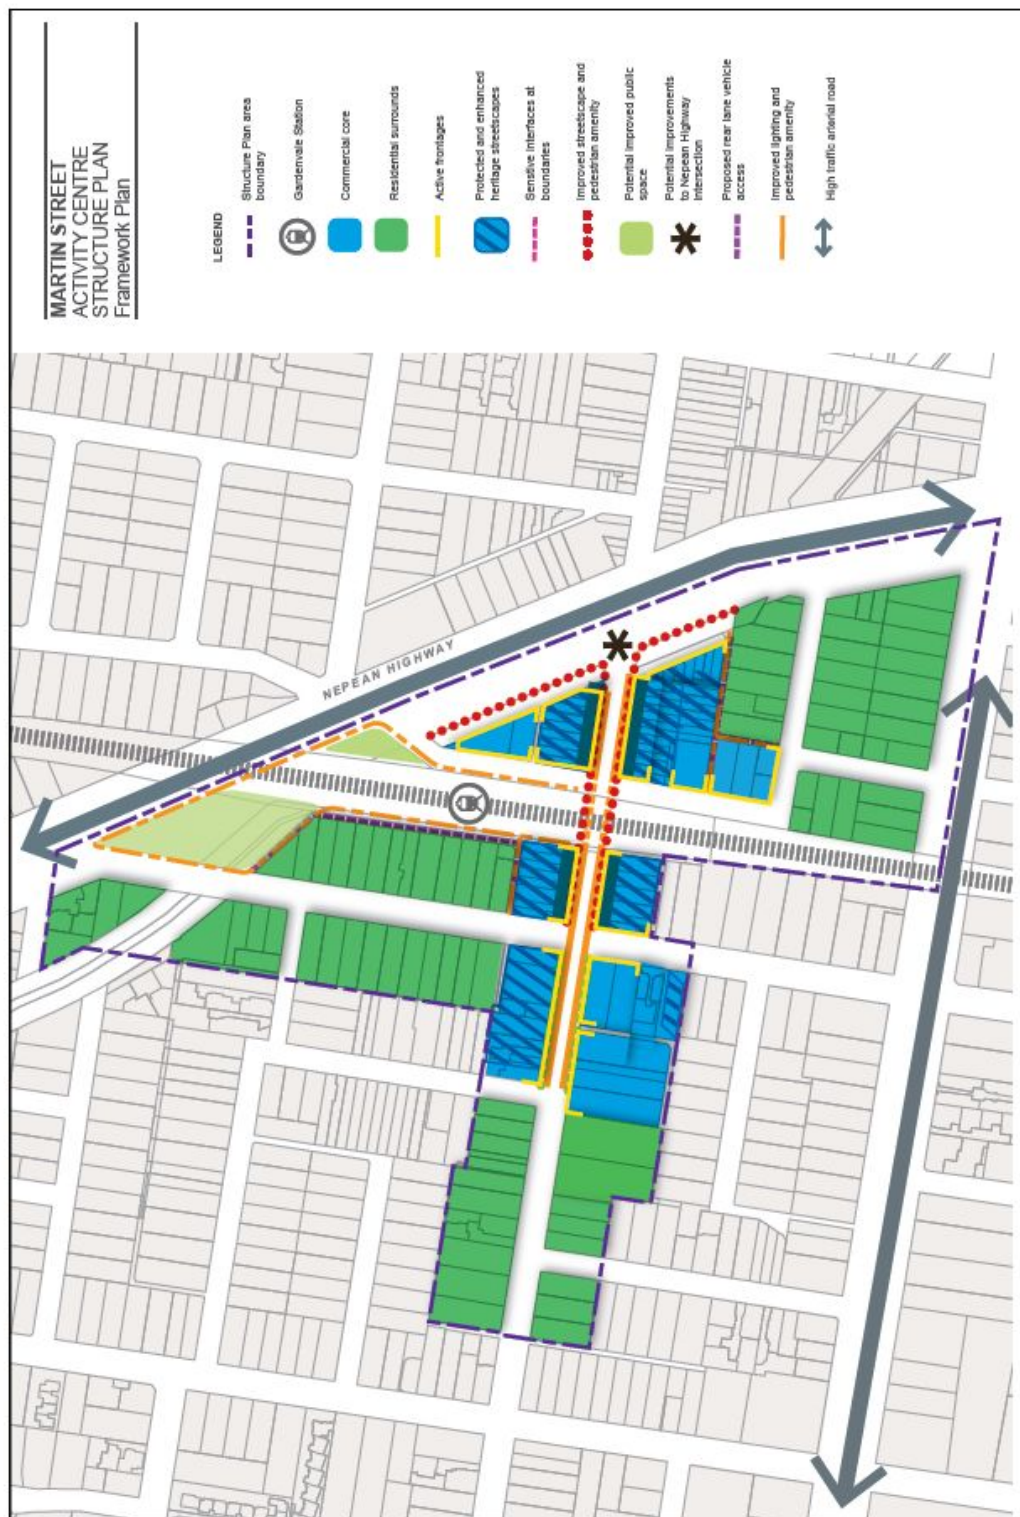 MARTIN STREET
ACTIVITY CENTRE
STRUCTURE PLAN
Framework Plan
LEGEND
Structure Plan area
boundary
Gardenvale Station
Commercial core
Residential surrounds
Active frontages
Protected and enhanced
heritage streetscapes
Sensitive interfaces at
boundaries
Improved streetscape and
pedestrian amenity
Potential improved public
space
Potential improvements
to Nepean Highway
intersection
Proposed rear lane vehicle
access
Improved lighting and
pedestrian amenity
High traffic arterial road
NEPEAN HIGHWAY